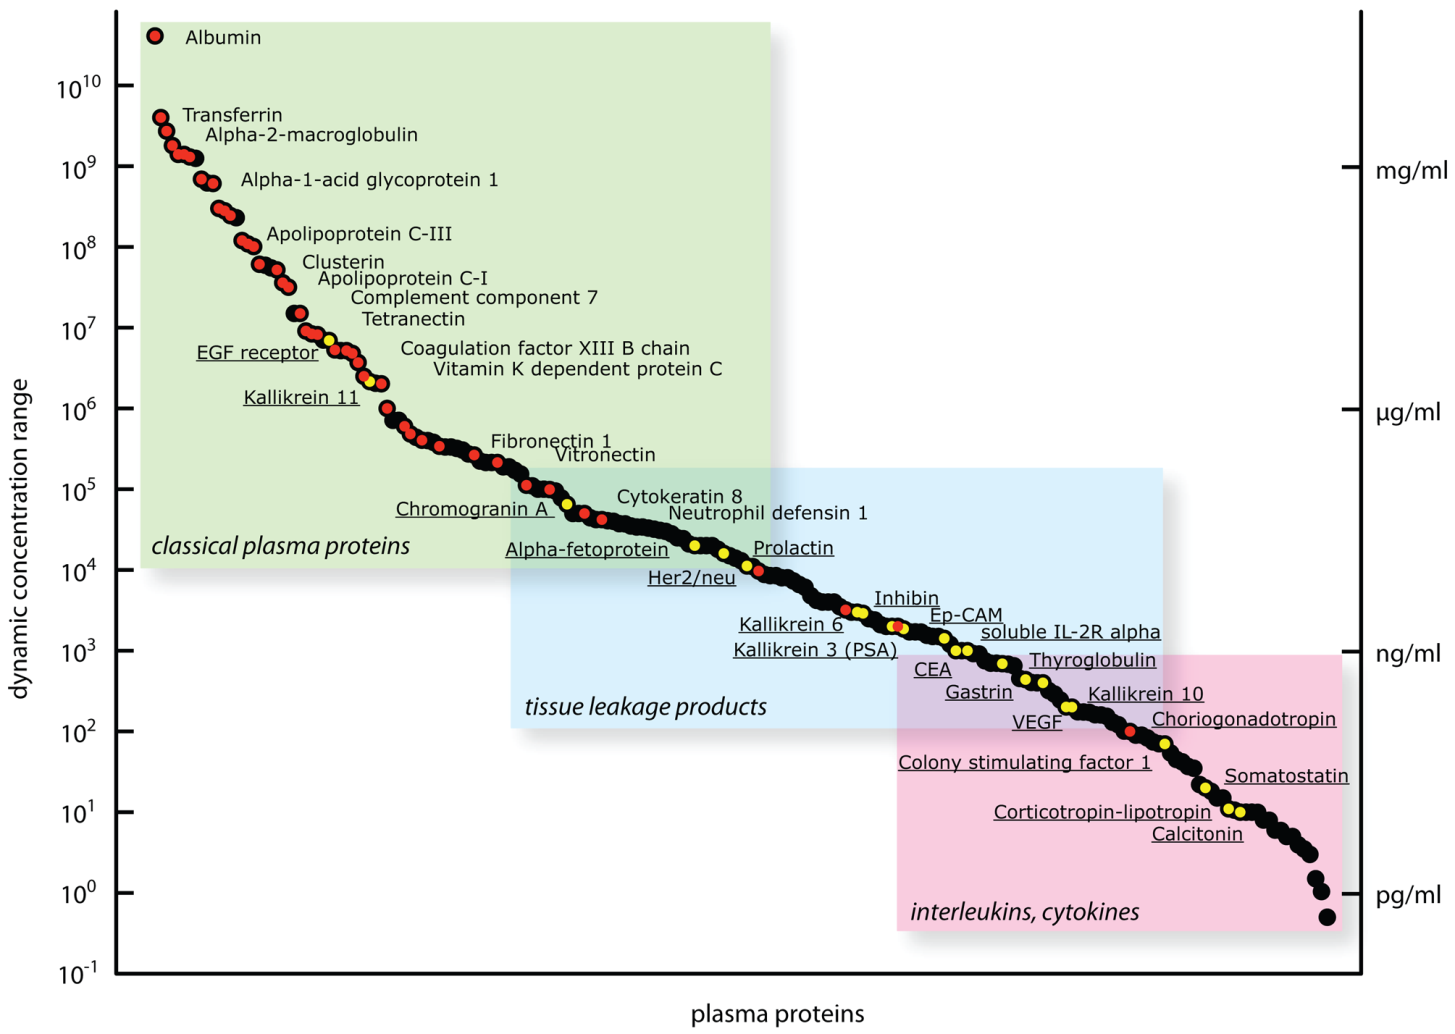 Albumin
10^10
Transferrin
Alpha-2-macroglobulin
10^9
mg/ml
Alpha-1-acid glycoprotein 1
Apolipoprotein C-III
10^8
Clusterin
Apolipoprotein C-I
Complement component 7
Tetranectin
10^7
EGF receptor
Coagulation factor XIII B chain
Vitamin K dependent protein C
Kallikrein 11
10^6
µg/ml
Fibronectin 1
Vitronectin
10^5
Cytokeratin 8
Chromogranin A
Neutrophil defensin 1
classical plasma proteins
Alpha-fetoprotein
Prolactin
10^4
Her2/neu
Inhibin
Ep-CAM
Kallikrein 6
soluble IL-2R alpha
10^3
Kallikrein 3 (PSA)
ng/ml
CEA
Thyroglobulin
Gastrin
Kallikrein 10
tissue leakage products
VEGF
Choriogonadotropin
10^2
Colony stimulating factor 1
Somatostatin
10^1
Corticotropin-lipotropin
Calcitonin
10^0
pg/ml
interleukins, cytokines
10^-1
dynamic concentration range
plasma proteins